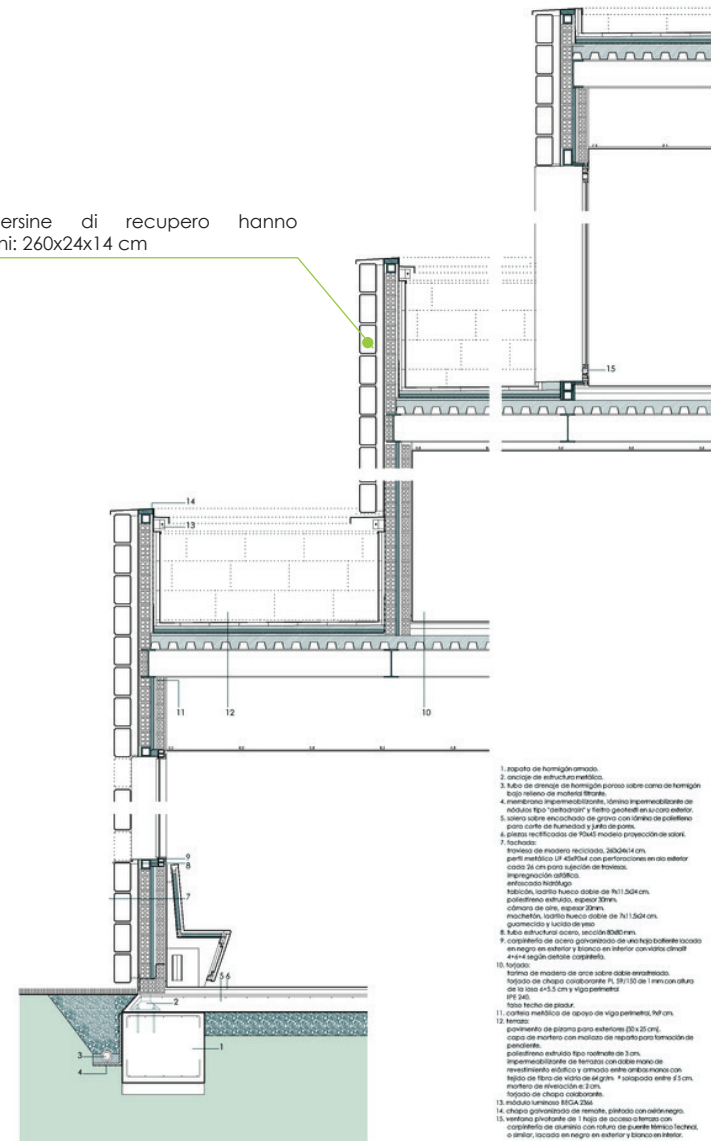 ersine di recupero hanno
ni: 260x24x14 cm
15
14
13
11
12
10
9
8
7
5
6
2
1
3
4
1. zapata de hormigón armado.
2. anclaje de estructura metálica.
3. tubo de drenaje de hormigón poroso sobre cama de hormigón
bajo relleno de material filtrante.
4. membrana impermeabilizante, lámina impermeabilizante de
nódulos tipo "deltadrain" y fieltro geotextil en su cara exterior.
5. solera sobre encachado de grava con lámina de polietileno
para corte de humedad y junta de porex.
6. piezas rectificadas de 90x45 modelo proyección de saloni.
7. fachada:
traviesa de madera reciclada, 260x24x14 cm.
perfil metálico UF 45x90x4 con perforaciones en ala exterior
cada 26 cm para sujeción de traviesas.
impregnación asfáltica.
enfoscado hidrófugo
tabicón, ladrillo hueco doble de 9x11,5x24 cm.
poliestireno extruido, espesor 30mm.
cámara de aire, espesor 20mm.
machetón, ladrillo hueco doble de 7x11,5x24 cm.
guarnecido y lucido de yeso
8. tubo estructural acero, sección 80x80 mm.
9. carpintería de acero galvanizado de una hoja batiente lacada
en negro en exterior y blanco en interior con vidrios climalit
4+6+4 según detalle carpintería.
10. forjado:
tarima de madera de arce sobre doble enrastrelado.
forjado de chapa colaborante PL 59/150 de 1 mm con altura
de la losa 6+5.5 cm y viga perimetral
IPE 240.
falso techo de pladur.
11. cartela metálica de apoyo de viga perimetral, 9x9 cm.
12. terraza:
pavimento de pizarra para exteriores (50 x 25 cm).
capa de mortero con mallazo de reparto para formación de
pendiente.
poliestireno extruido tipo roofmate de 3 cm.
impermeabilizante de terrazas con doble mano de
revestimiento elástico y armado entre ambas manos con
tejido de fibra de vidrio de 64 solapada entre 5 cm.
mortero de nivelación e: 2 cm.
forjado de chapa colaborante.
13. módulo luminoso BEGA 2366
14. chapa galvanizada de remate, pintada con oxirón negro.
15. ventana pivotante de 1 hoja de acceso a terraza con
carpintería de aluminio con rotura de puente térmico Technal,
o similar, lacada en negro en exterior y blanco en interior.